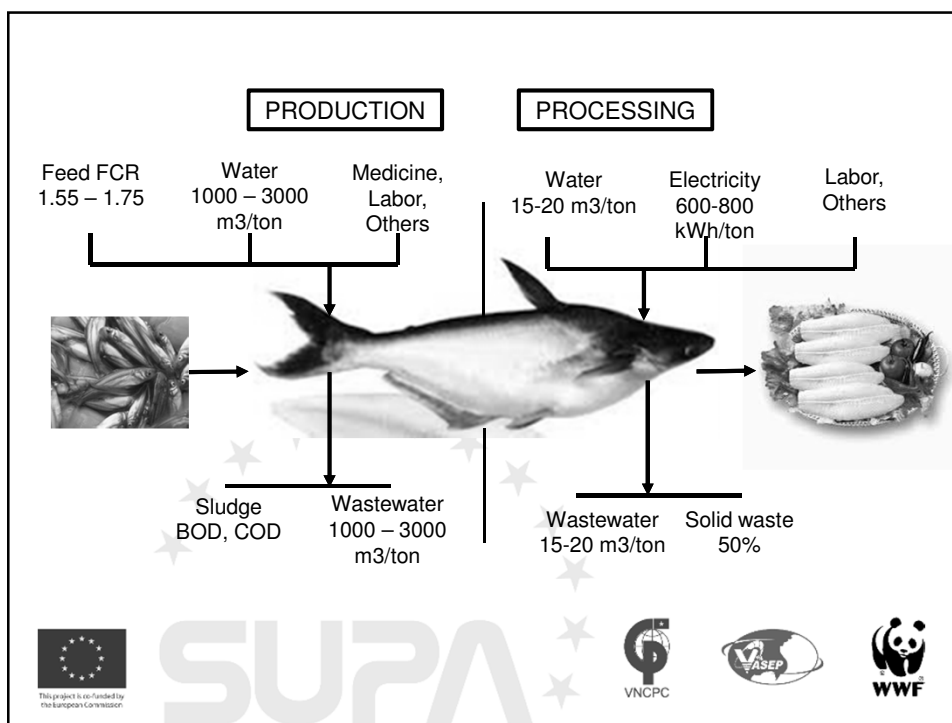 PRODUCTION
PROCESSING
Feed FCR
1.55 – 1.75
Water
1000 – 3000
m3/ton
Medicine,
Labor,
Others
Water
15-20 m3/ton
Electricity
600-800
kWh/ton
Labor,
Others
Sludge
BOD, COD
Wastewater
1000 – 3000
m3/ton
Wastewater
15-20 m3/ton
Solid waste
50%
This project is co-funded by
the European Commission
SUPA
VNCPC
VASEP
WWF